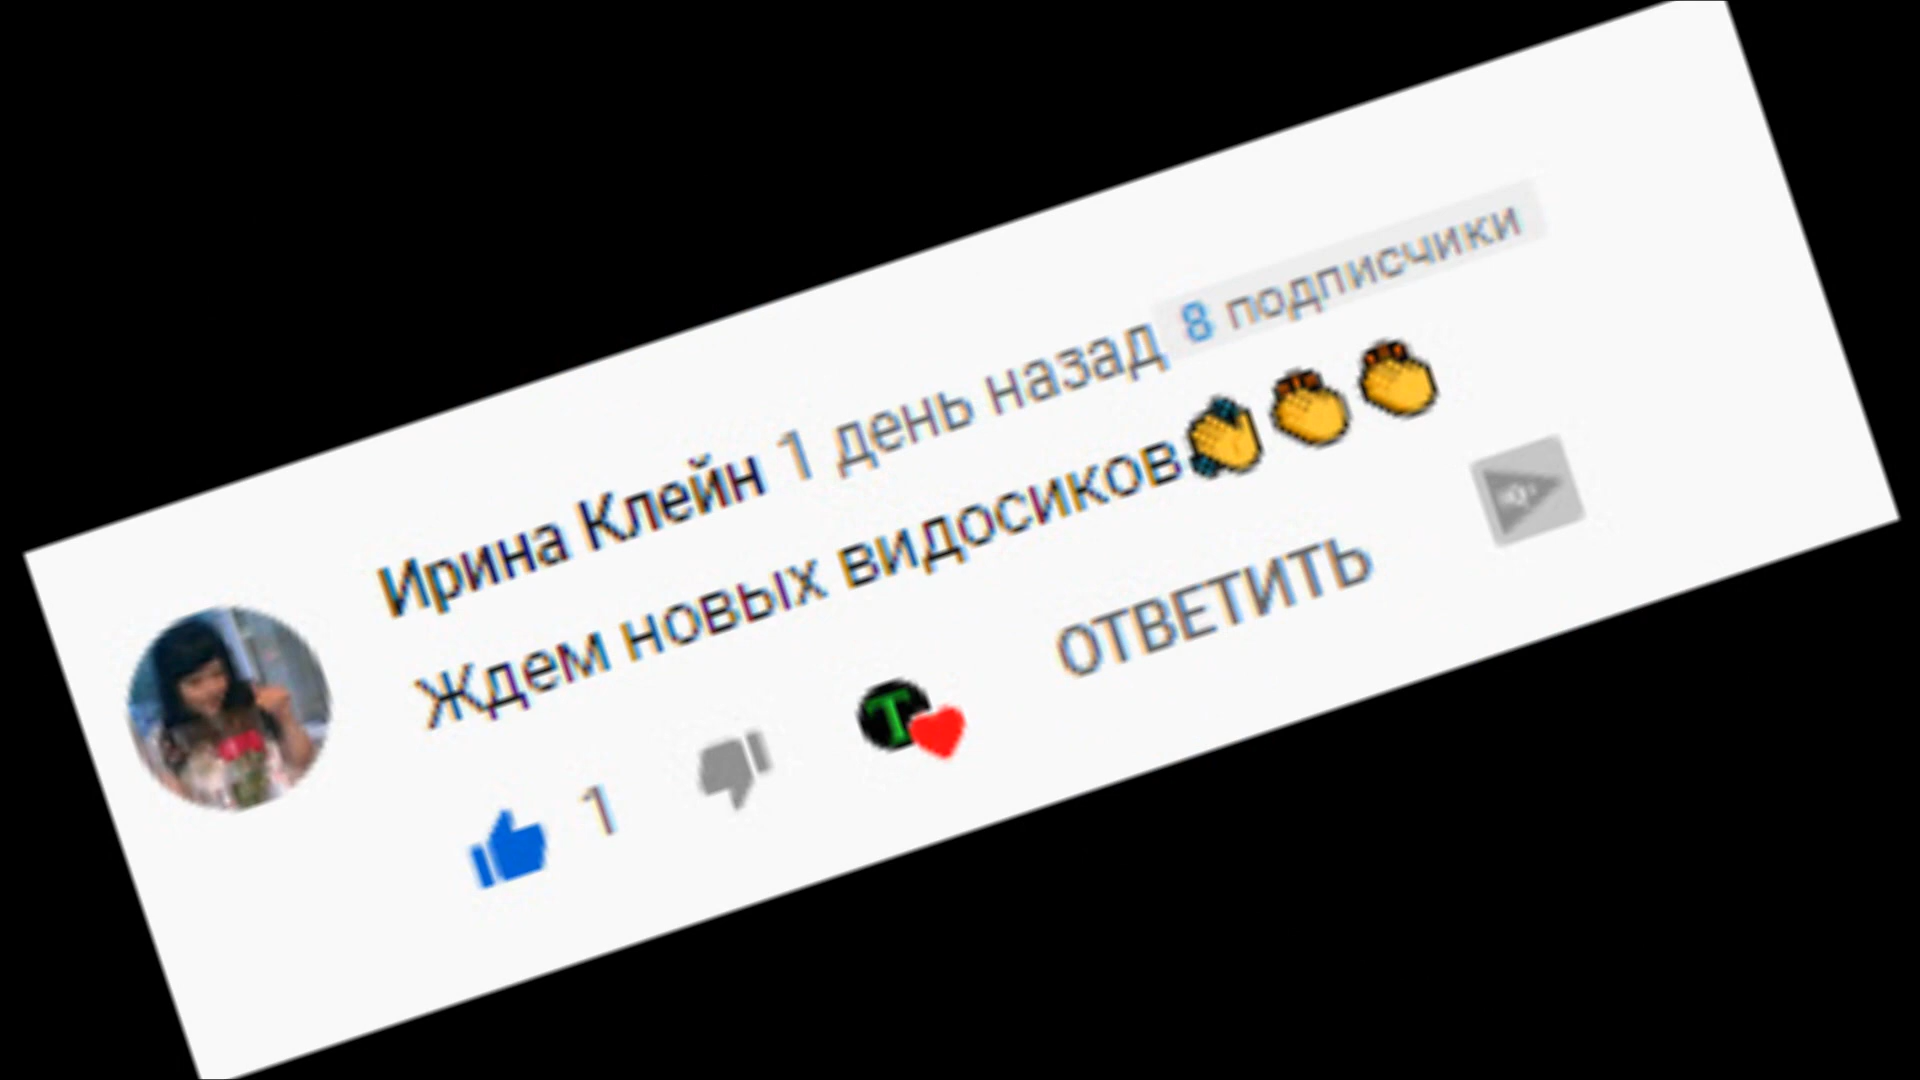 Ирина Клейн 1 день назад 8 подписчики
Ждем новых видосиков👏👏👏
1 T ОТВЕТИТЬ